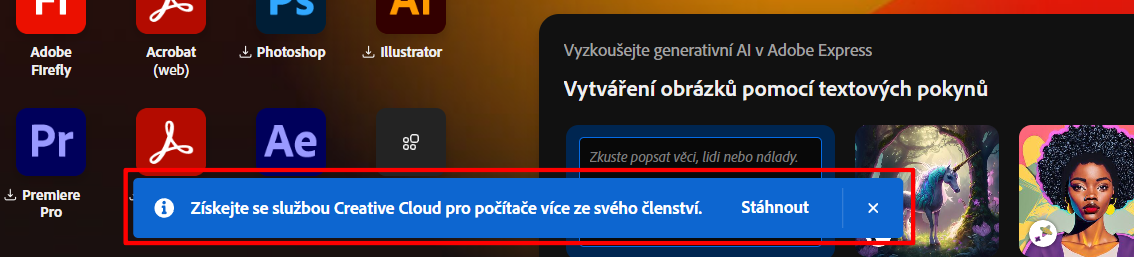 Fi
Ps
Ai
Adobe
Firefly
Acrobat
(web)
Photoshop
Illustrator
Pr
Ae
Premiere
Pro
Vyzkoušejte generativní AI v Adobe Express
Vytváření obrázků pomocí textových pokynů
Zkuste popsat věci, lidi nebo nálady.
Získejte se službou Creative Cloud pro počítače více ze svého členství.
Stáhnout